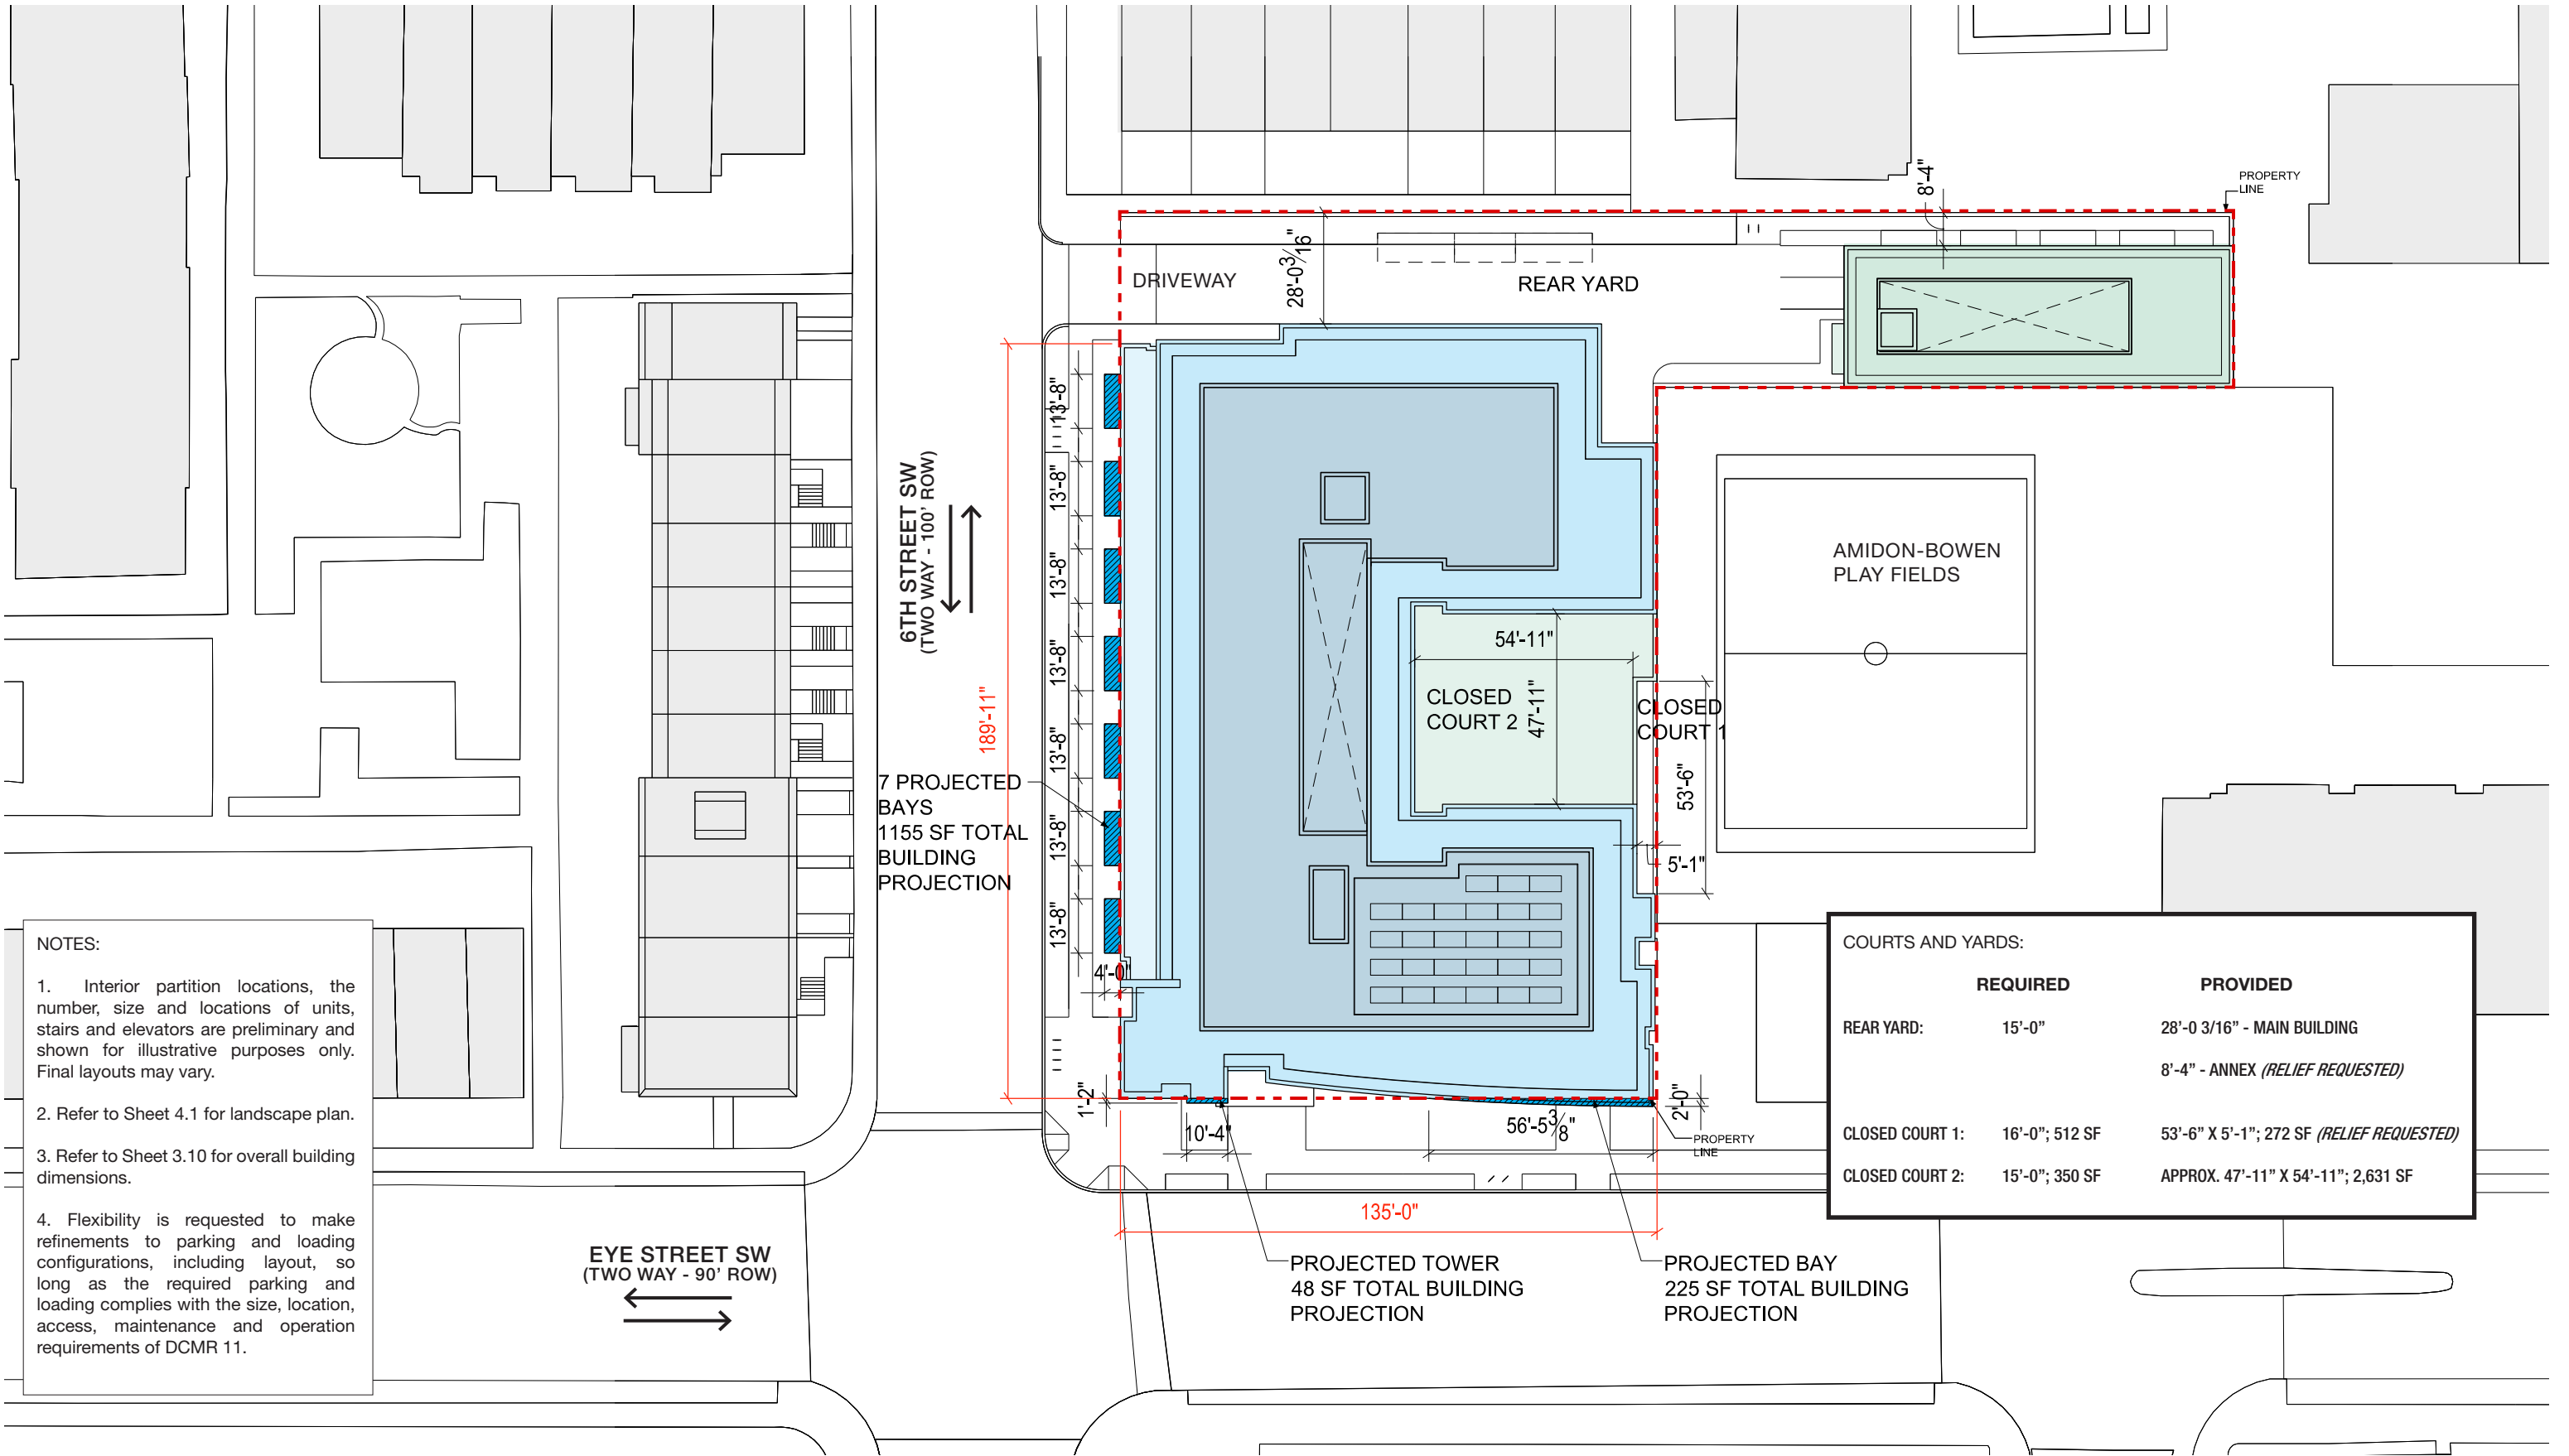 8'-4"
PROPERTY
LINE
28'-0 3/16"
DRIVEWAY
REAR YARD
13'-8"
13'-8"
13'-8"
13'-8"
13'-8"
13'-8"
13'-8"
6TH STREET SW
(TWO WAY - 100' ROW)
189'-11"
AMIDON-BOWEN
PLAY FIELDS
54'-11"
47'-11"
CLOSED
COURT 2
CLOSED
COURT 1
53'-6"
5'-1"
7 PROJECTED
BAYS
1155 SF TOTAL
BUILDING
PROJECTION
4'-0"
1'-2"
10'-4"
56'-5 3/8"
2'-0"
PROPERTY
LINE
135'-0"
PROJECTED TOWER
48 SF TOTAL BUILDING
PROJECTION
PROJECTED BAY
225 SF TOTAL BUILDING
PROJECTION
EYE STREET SW
(TWO WAY - 90' ROW)
NOTES:
1. Interior partition locations, the
number, size and locations of units,
stairs and elevators are preliminary and
shown for illustrative purposes only.
Final layouts may vary.
2. Refer to Sheet 4.1 for landscape plan.
3. Refer to Sheet 3.10 for overall building
dimensions.
4. Flexibility is requested to make
refinements to parking and loading
configurations, including layout, so
long as the required parking and
loading complies with the size, location,
access, maintenance and operation
requirements of DCMR 11.
COURTS AND YARDS:
REQUIRED PROVIDED
REAR YARD: 15'-0" 28'-0 3/16" - MAIN BUILDING
8'-4" - ANNEX (RELIEF REQUESTED)
CLOSED COURT 1: 16'-0"; 512 SF 53'-6" X 5'-1"; 272 SF (RELIEF REQUESTED)
CLOSED COURT 2: 15'-0"; 350 SF APPROX. 47'-11" X 54'-11"; 2,631 SF